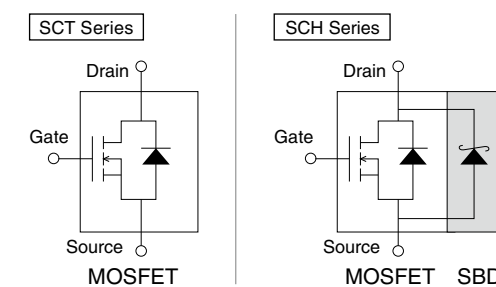 SCT Series
Drain
Gate
Source
MOSFET
SCH Series
Drain
Gate
Source
MOSFET SBD